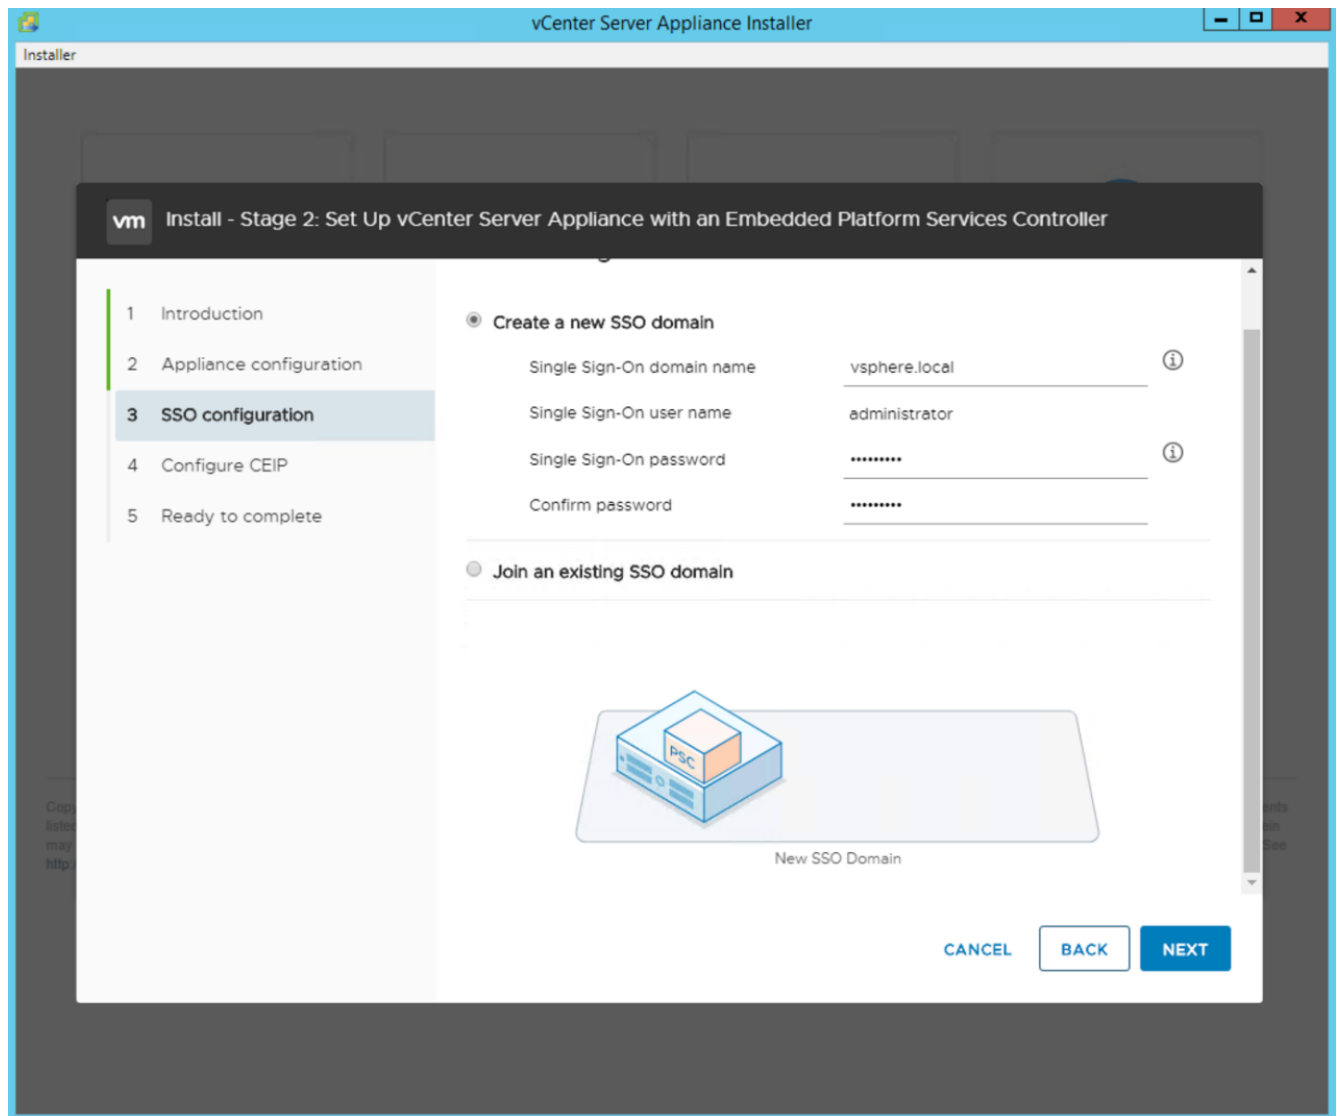 vCenter Server Appliance Installer
Installer
vm Install - Stage 2: Set Up vCenter Server Appliance with an Embedded Platform Services Controller
1 Introduction
2 Appliance configuration
3 SSO configuration
4 Configure CEIP
5 Ready to complete
Create a new SSO domain
Single Sign-On domain name vsphere.local
Single Sign-On user name administrator
Single Sign-On password •••••••••
Confirm password •••••••••
Join an existing SSO domain
PSC
New SSO Domain
CANCEL BACK NEXT
may
See
http: